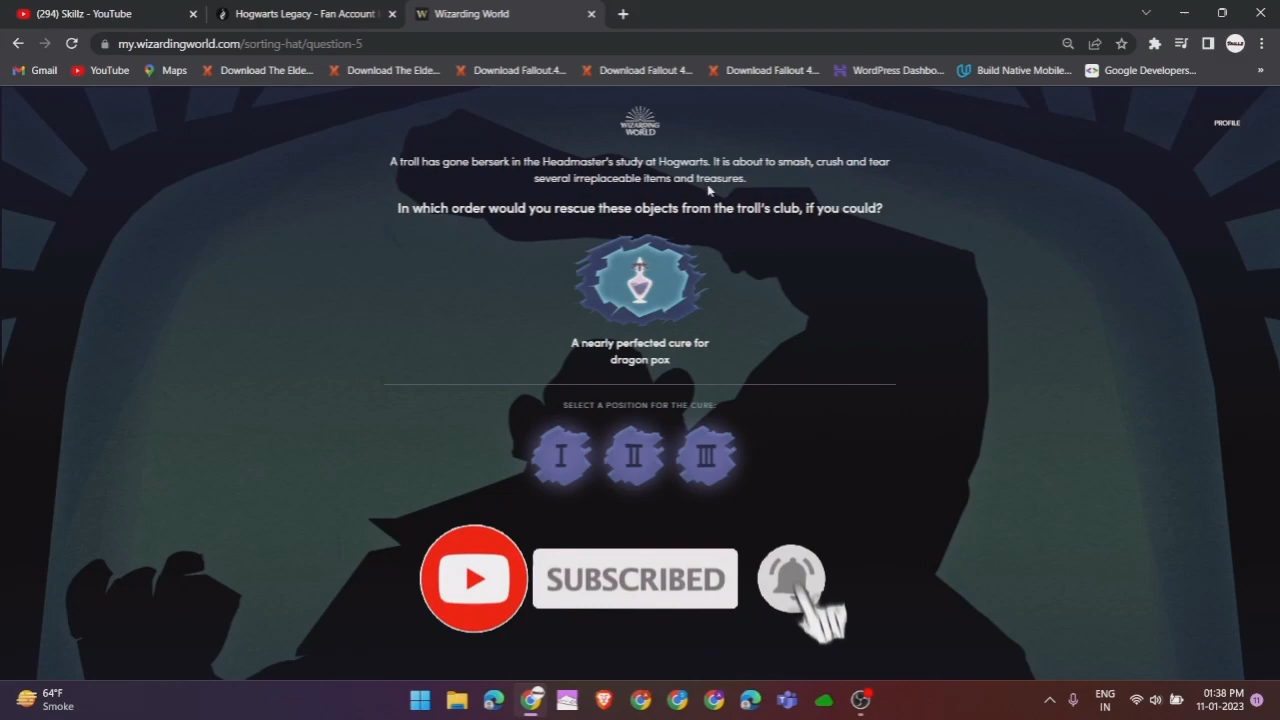 (294) Skillz - YouTube
Hogwarts Legacy - Fan Account
Wizarding World
my.wizardingworld.com/sorting-hat/question-5
Gmail
YouTube
Maps
Download The Elde...
Download The Elde...
Download Fallout.4...
Download Fallout 4...
Download Fallout 4...
WordPress Dashbo...
Build Native Mobile...
Google Developers...
»
WIZARDING
WORLD
PROFILE
A troll has gone berserk in the Headmaster's study at Hogwarts. It is about to smash, crush and tear
several irreplaceable items and treasures.
In which order would you rescue these objects from the troll's club, if you could?
A nearly perfected cure for
dragon pox
SELECT A POSITION FOR THE CURE:
I II III
SUBSCRIBED
64°F
Smoke
ENG
IN
01:38 PM
11-01-2023
11